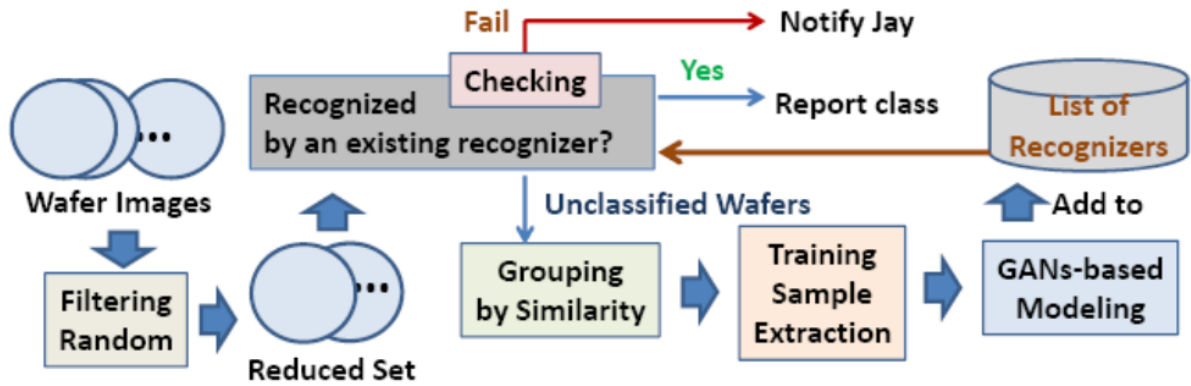 Fail
Notify Jay
Checking
Yes
Recognized
by an existing recognizer?
Report class
List of
Recognizers
...
Wafer Images
Unclassified Wafers
Add to
Filtering
Random
...
Reduced Set
Grouping
by Similarity
Training
Sample
Extraction
GANs-based
Modeling